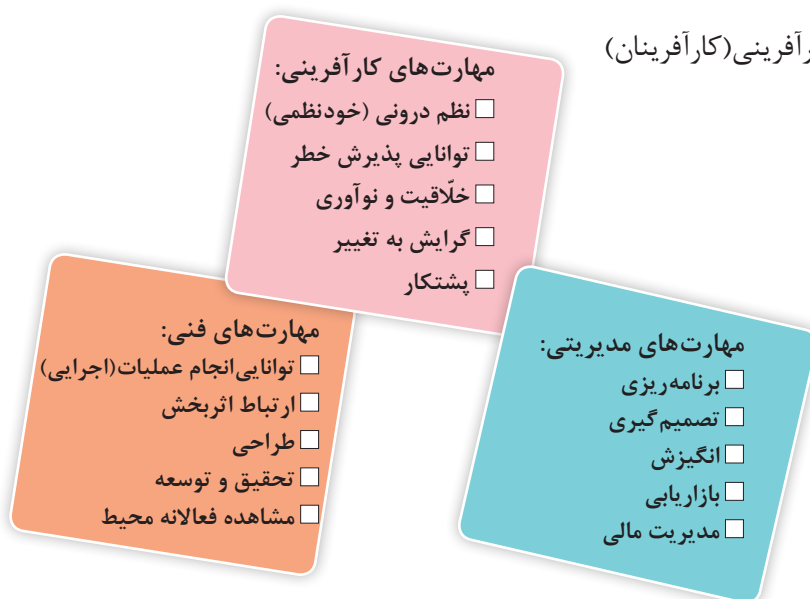 رآفرینی(کارآفرینان)
مهارت‌های کارآفرینی:
نظم درونی (خودنظمی)
توانایی پذیرش خطر
خلّاقیت و نوآوری
گرایش به تغییر
پشتکار
مهارت‌های مدیریتی:
برنامه‌ریزی
تصمیم‌گیری
انگیزش
بازاریابی
مدیریت مالی
مهارت‌های فنی:
توانایی‌انجام عملیات(اجرایی)
ارتباط اثربخش
طراحی
تحقیق و توسعه
مشاهده فعالانه محیط